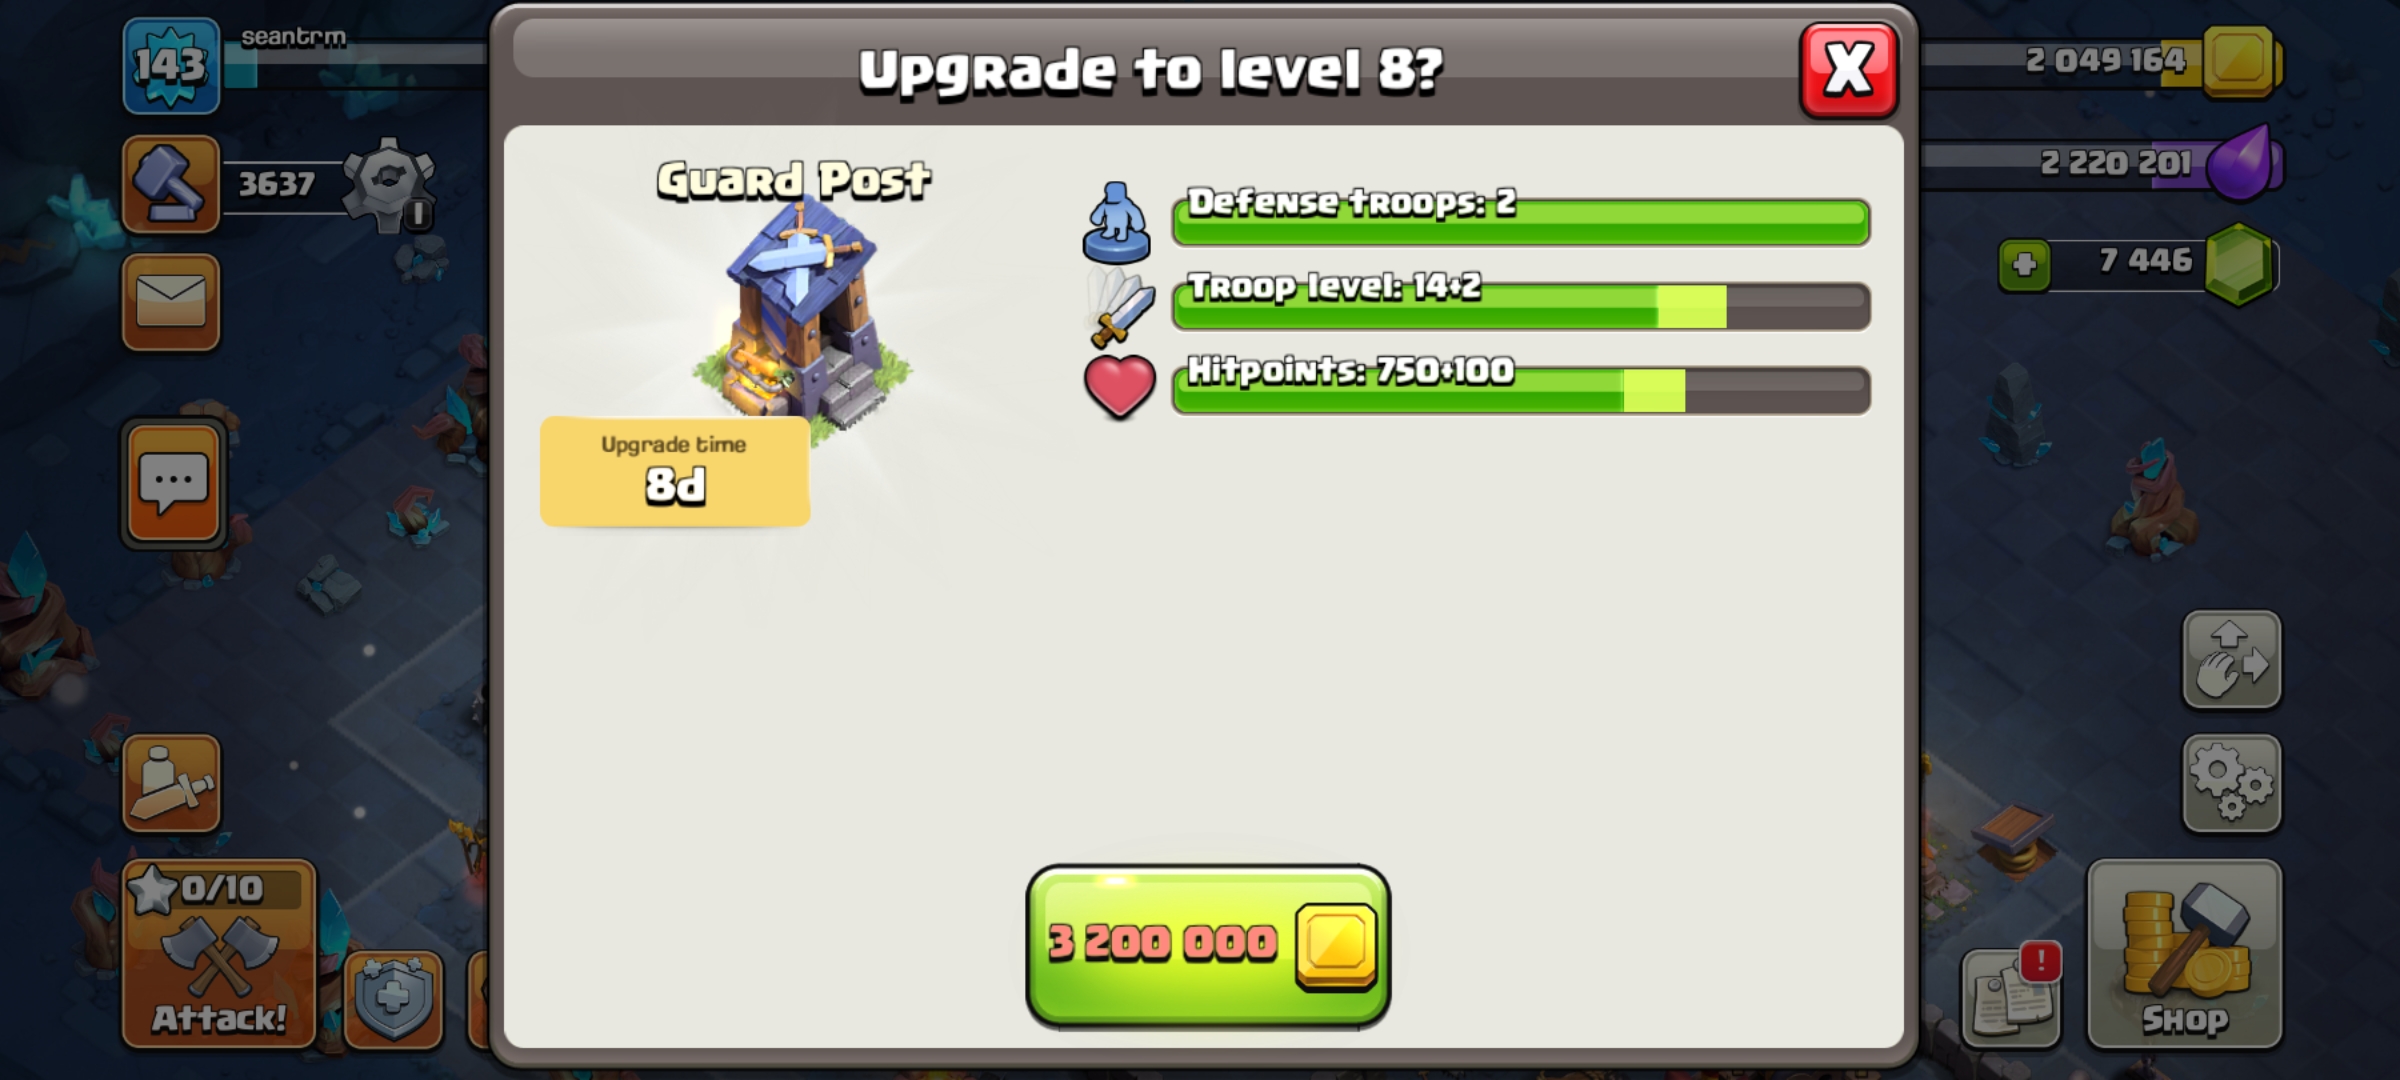 143
seantrm
3637
Upgrade to level 8?
X
2 049 164
2 220 201
7 446
Guard Post
Defense troops: 2
Troop level: 14+2
Hitpoints: 750+100
Upgrade time
8d
0/10
Attack!
3 200 000
!
Shop